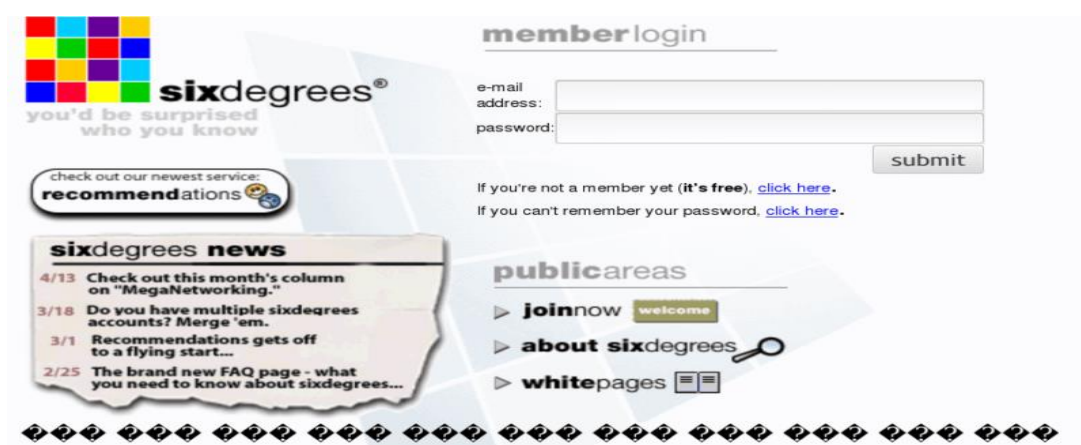 sixdegrees®
you'd be surprised
who you know
check out our newest service:
recommendations
sixdegrees news
4/13 Check out this month's column
on "MegaNetworking."
3/18 Do you have multiple sixdegrees
accounts? Merge 'em.
3/1 Recommendations gets off
to a flying start...
2/25 The brand new FAQ page - what
you need to know about sixdegrees...
memberlogin
e-mail
address:
password:
submit
If you're not a member yet (it's free), click here.
If you can't remember your password, click here.
publicareas
joinnow welcome
about sixdegrees
whitepages
��� ��� ��� ��� ��� ��� ��� ��� ��� ��� ���